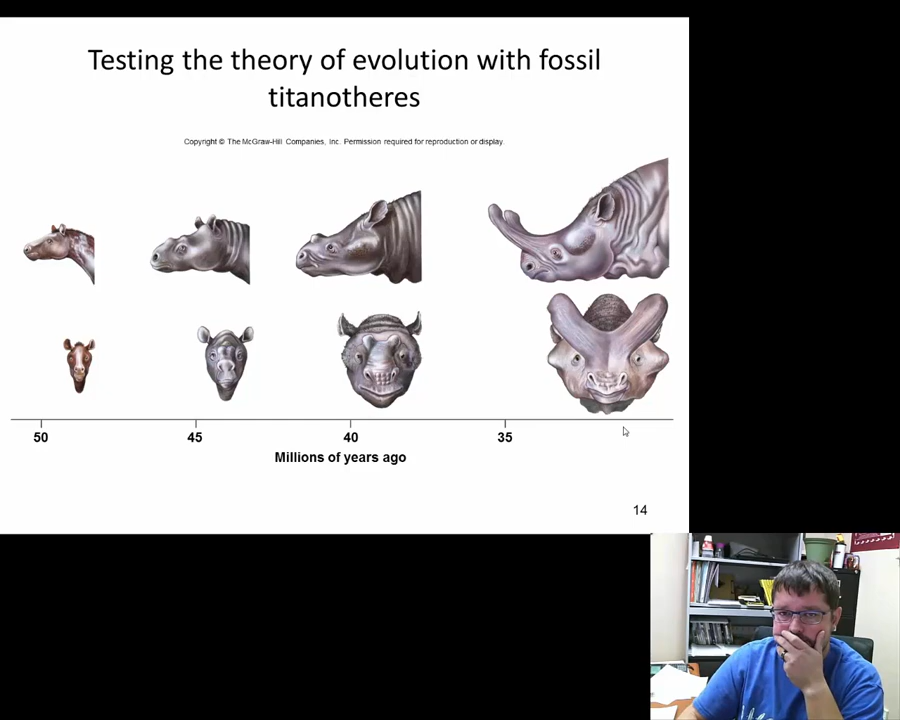 Testing the theory of evolution with fossil
titanotheres
Copyright © The McGraw-Hill Companies, Inc. Permission required for reproduction or display.
50
45
40
35
Millions of years ago
14